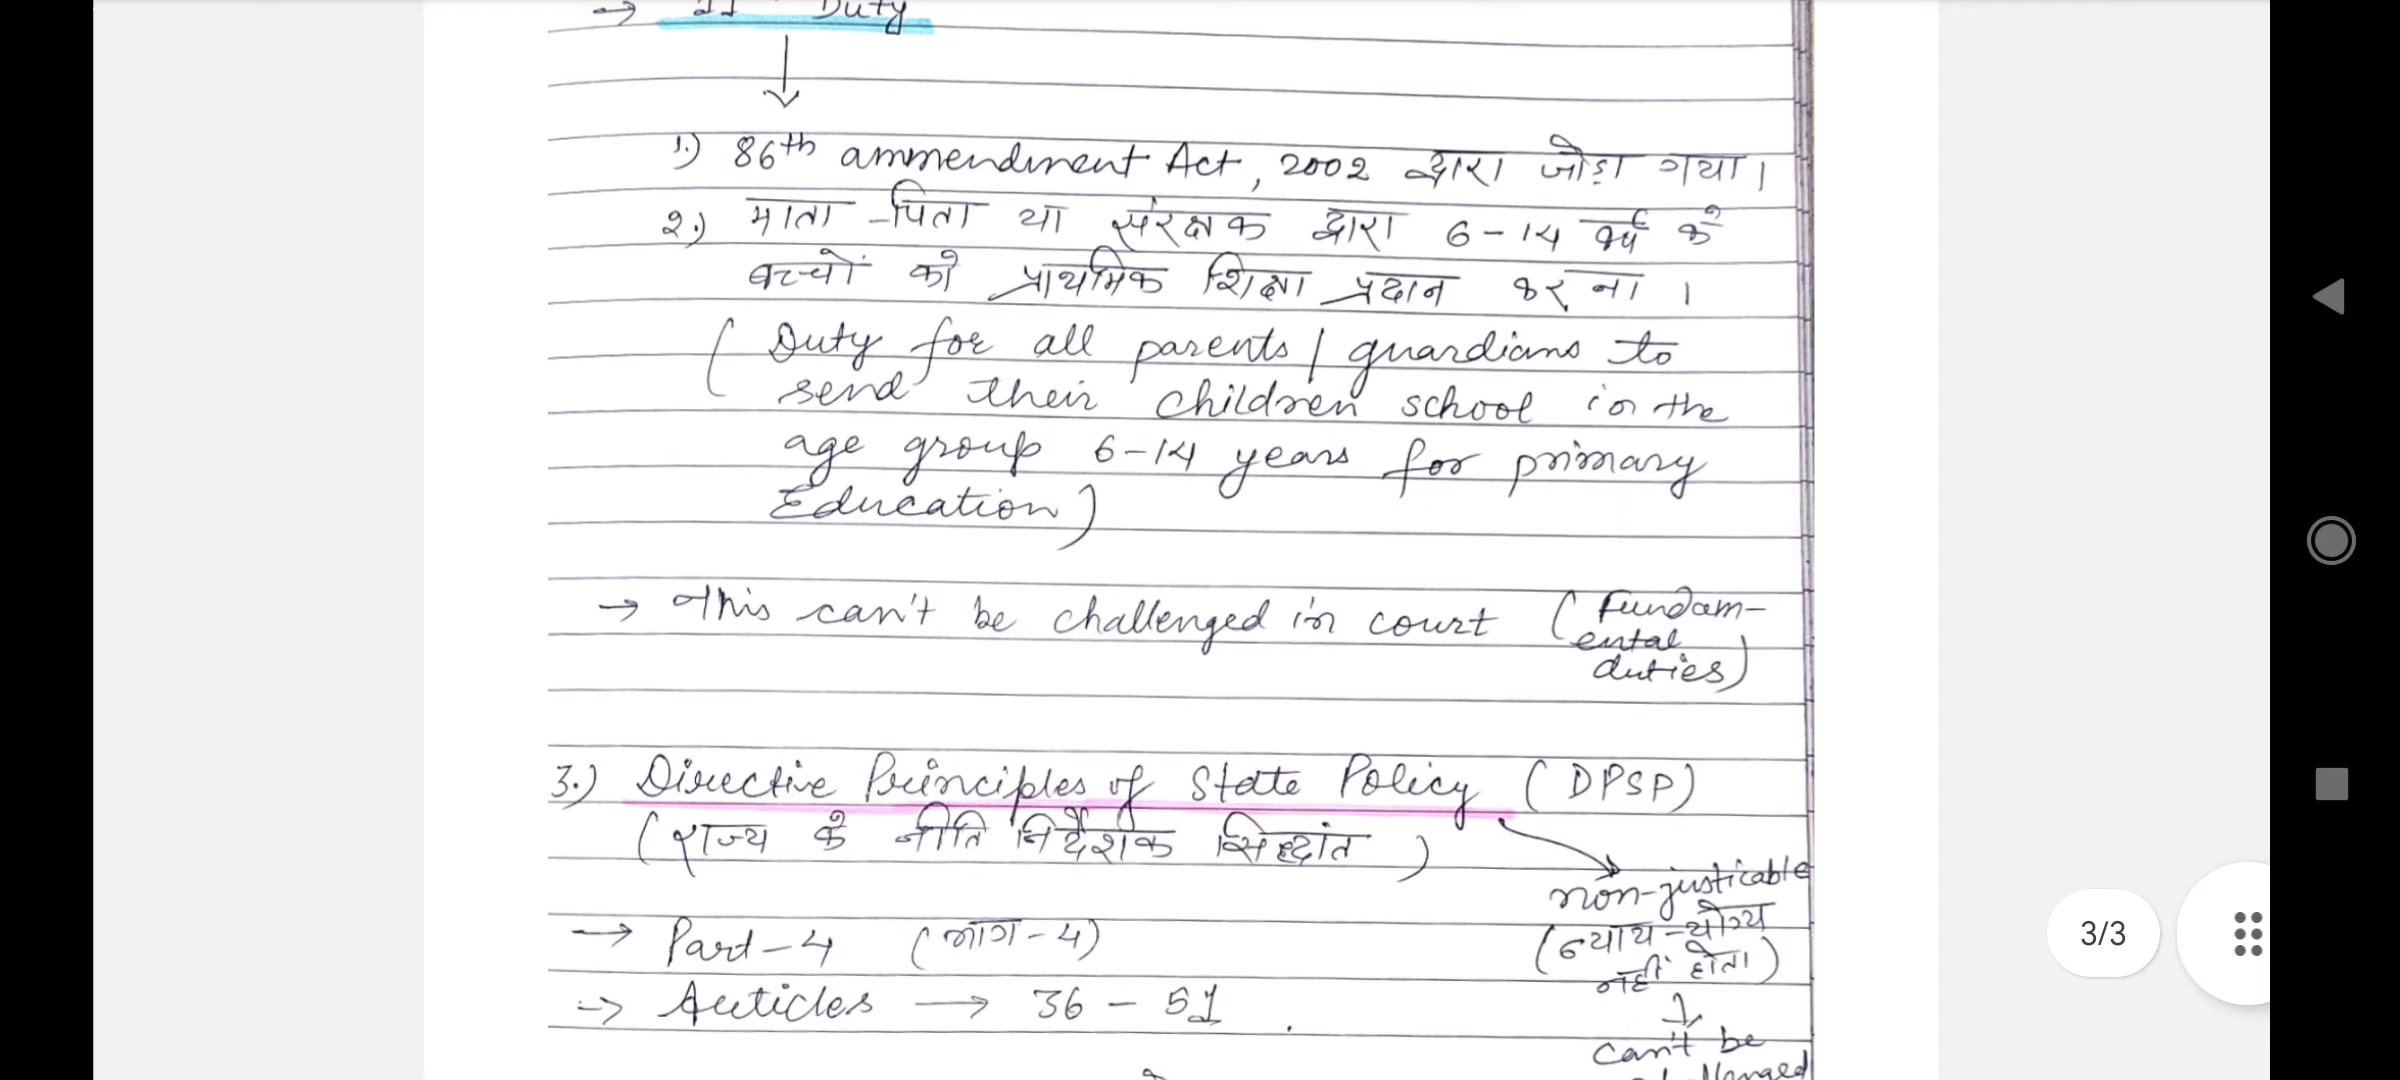 → 11 Duty
↓
1.) 86th ammendment Act, 2002 द्वारा जोड़ा गया।
2.) माता-पिता या संरक्षक द्वारा 6-14 वर्ष के
बच्चों को प्राथमिक शिक्षा प्रदान करना।
( Duty for all parents / guardians to
send their children school in the
age group 6-14 years for primary
Education)
→ This can't be challenged in court (Fundam-
ental
duties)
3.) Directive Principles of State Policy (DPSP)
(राज्य के नीति निर्देशक सिद्धांत )
non-justicable
→ Part-4 (भाग-4)
(न्याय-योग्य
नहीं होता)
→ Articles → 36 - 51.
can't be
3/3